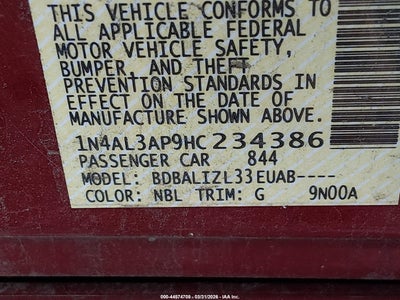 THIS VEHICLE CONFORMS TO
ALL APPLICABLE FEDERAL
MOTOR VEHICLE SAFETY,
BUMPER, AND THEFT
PREVENTION STANDARDS
IN EFFECT ON THE DATE OF
MANUFACTURE SHOWN ABOVE.
1N4AL3AP9HC234386
PASSENGER CAR 844
MODEL: BDBALIZL33EUAB----
COLOR: NBL TRIM: G 9N00A
000-44974708 - (03/31/2026) - IAA Inc.